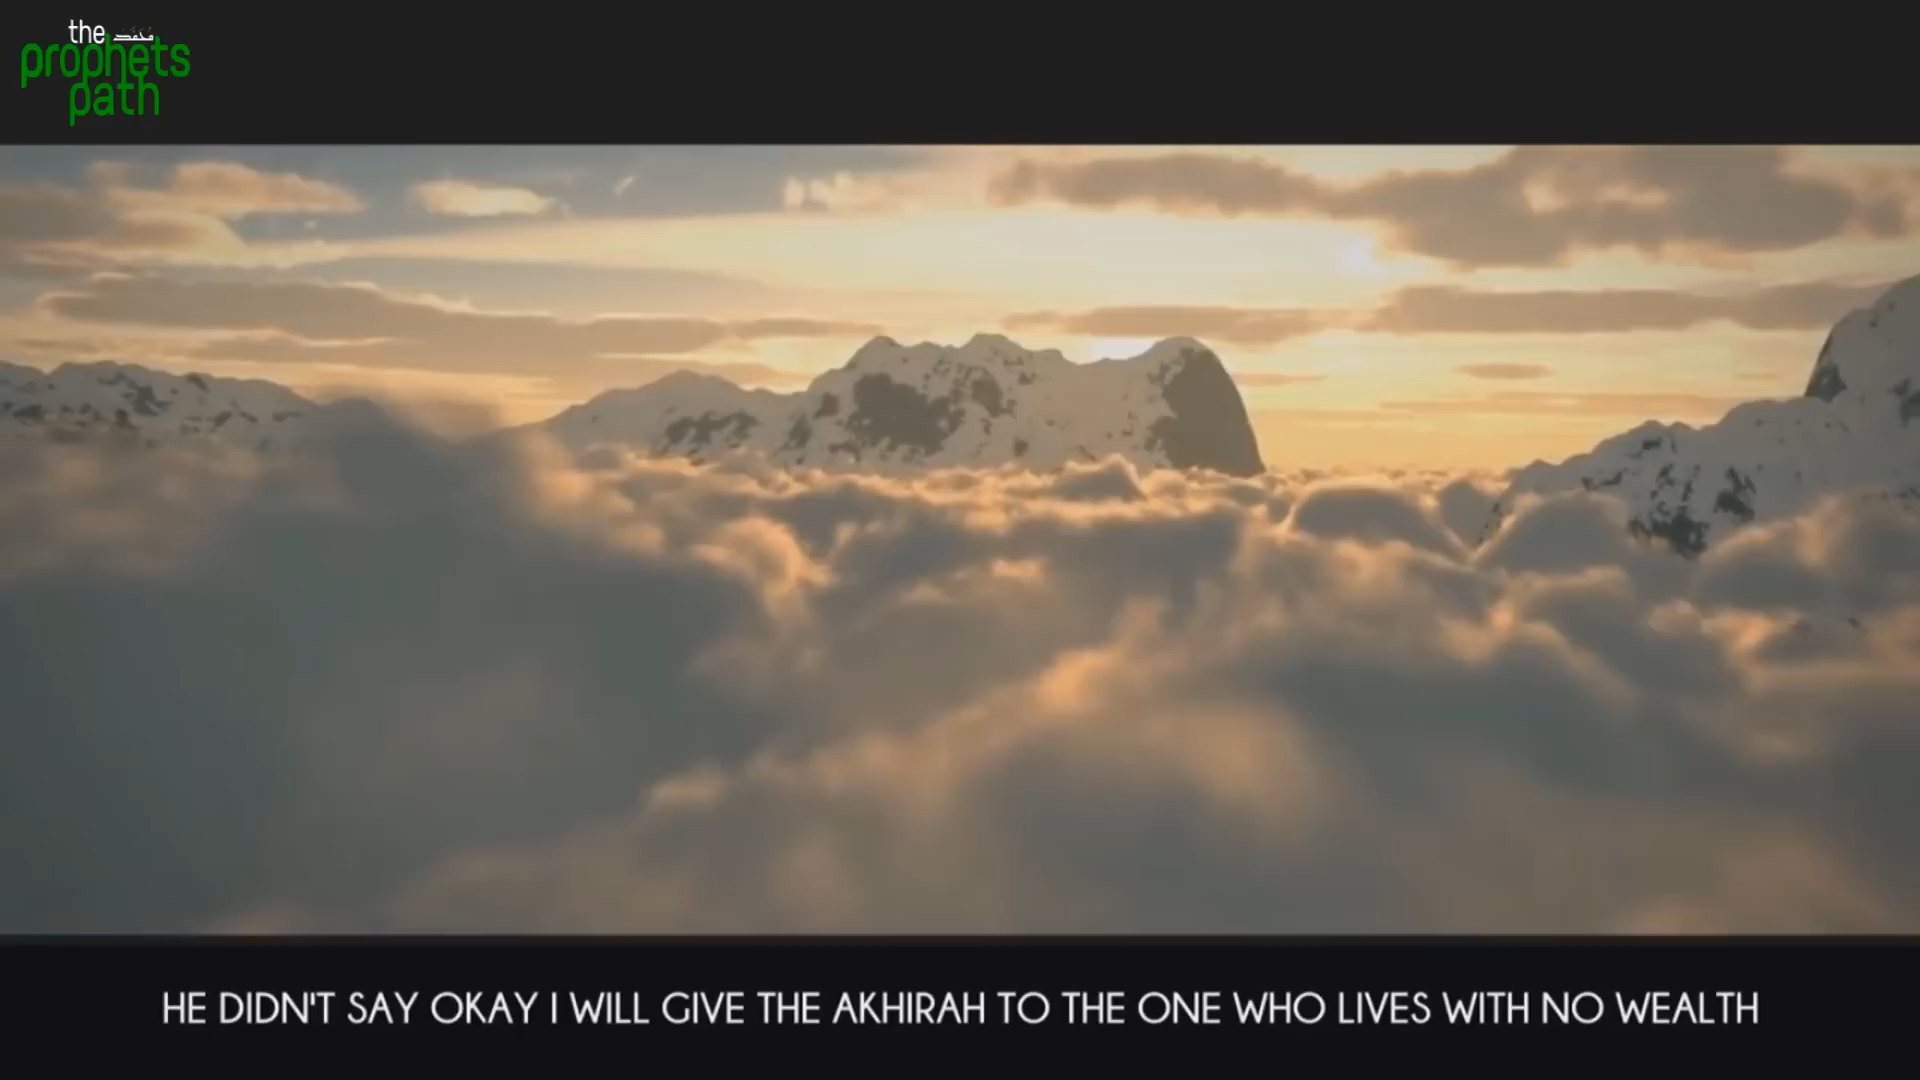 the محمد
prophets
path
HE DIDN'T SAY OKAY I WILL GIVE THE AKHIRAH TO THE ONE WHO LIVES WITH NO WEALTH